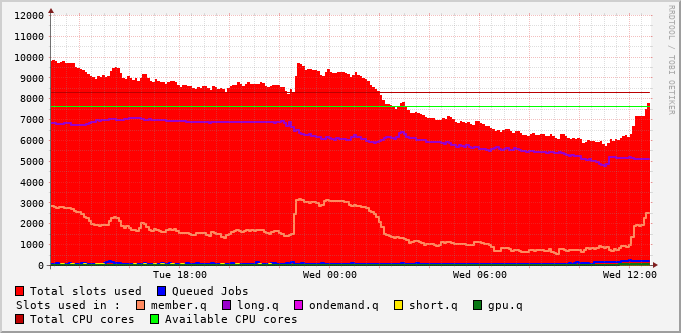 12000
11000
10000
9000
8000
7000
6000
5000
4000
3000
2000
1000
0
Tue 18:00 Wed 00:00 Wed 06:00 Wed 12:00
Total slots used Queued Jobs
Slots used in : member.q long.q ondemand.q short.q gpu.q
Total CPU cores Available CPU cores
RRDTOOL / TOBI OETIKER